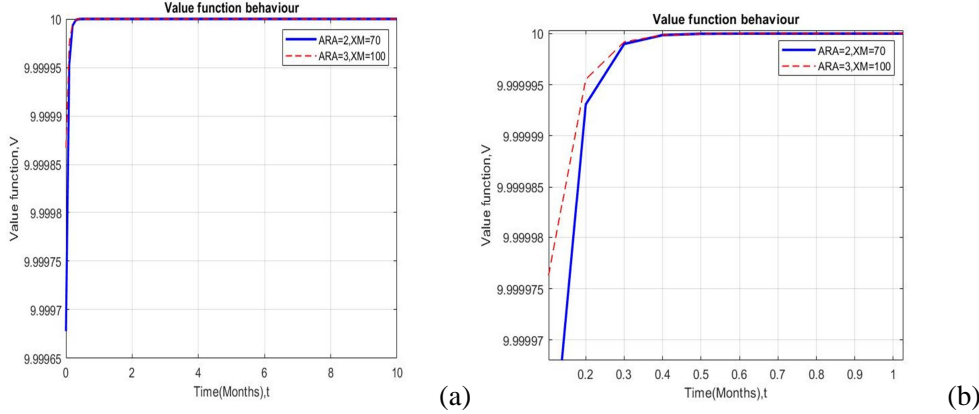 Value function behaviour
ARA=2,XM=70
ARA=3,XM=100
Value function,V
10
9.99995
9.9999
9.99985
9.9998
9.99975
9.9997
9.99965
0 2 4 6 8 10
Time(Months),t
(a)
Value function behaviour
ARA=2,XM=70
ARA=3,XM=100
Value function,V
10
9.999995
9.99999
9.999985
9.99998
9.999975
9.99997
0.2 0.3 0.4 0.5 0.6 0.7 0.8 0.9 1
Time(Months),t
(b)